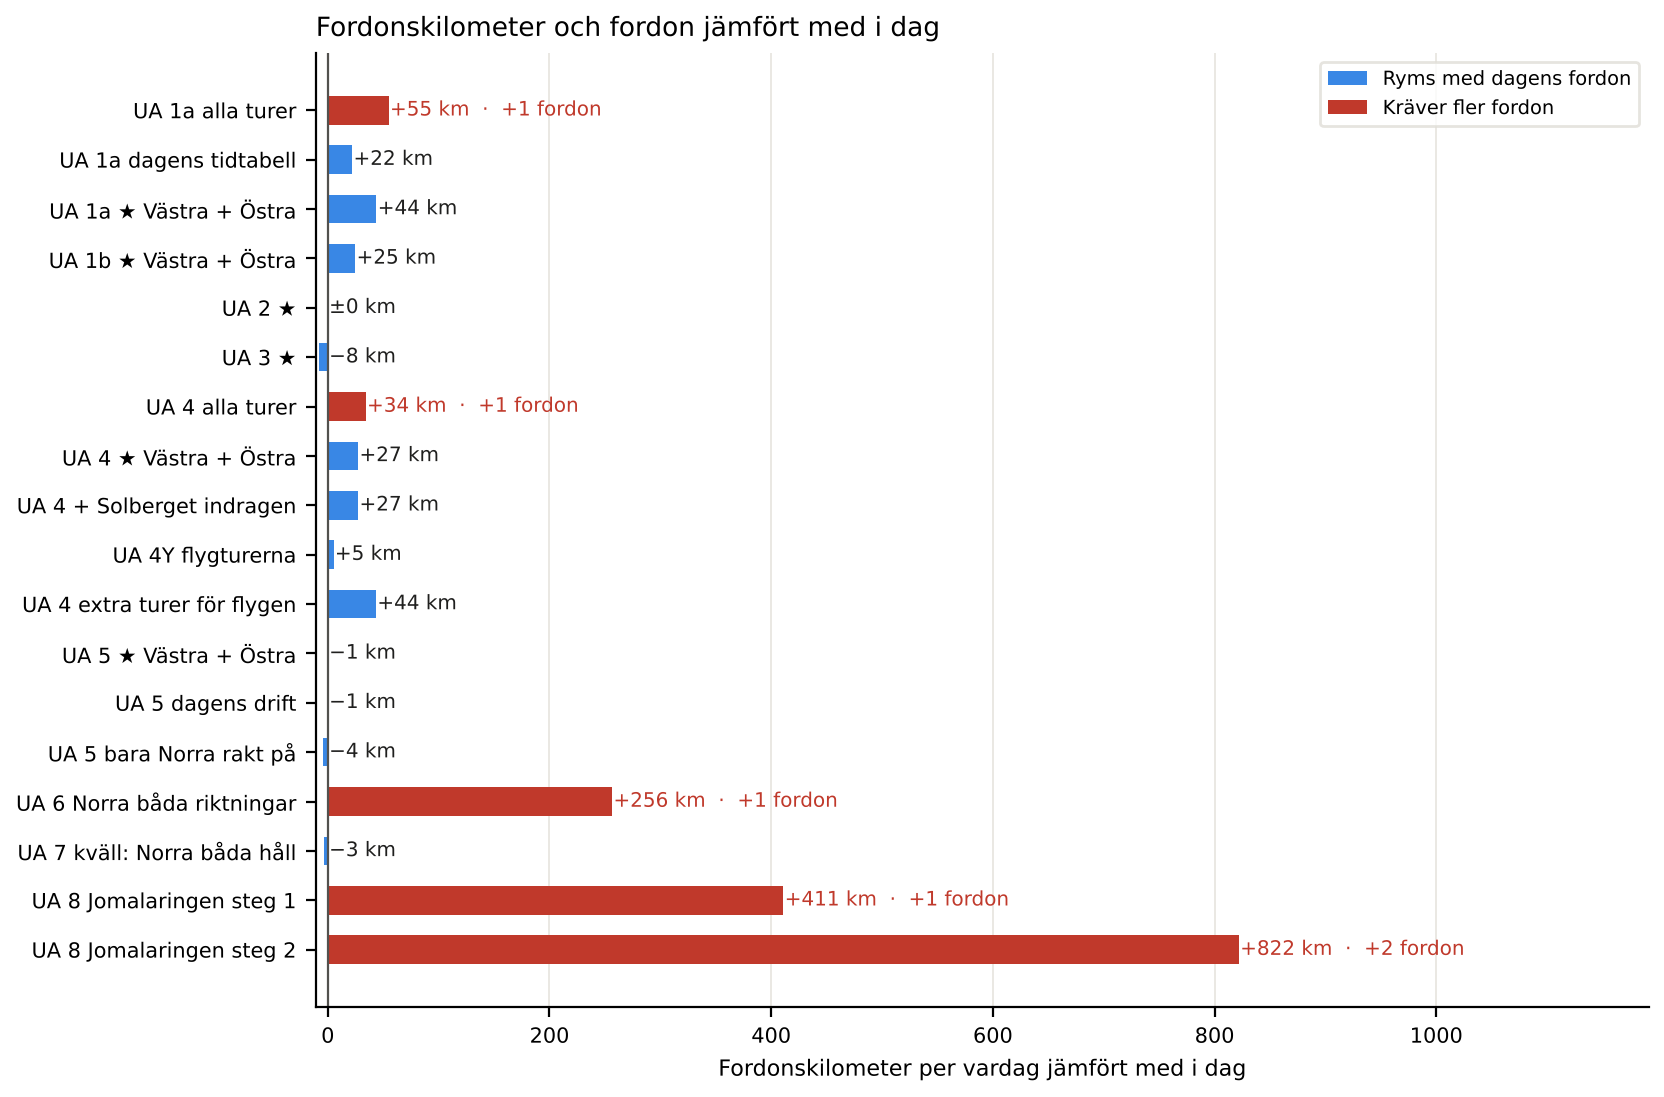 Fordonskilometer och fordon jämfört med i dag
Ryms med dagens fordon
Kräver fler fordon
UA 1a alla turer +55 km · +1 fordon
UA 1a dagens tidtabell +22 km
UA 1a ★ Västra + Östra +44 km
UA 1b ★ Västra + Östra +25 km
UA 2 ★ ±0 km
UA 3 ★ −8 km
UA 4 alla turer +34 km · +1 fordon
UA 4 ★ Västra + Östra +27 km
UA 4 + Solberget indragen +27 km
UA 4Y flygturerna +5 km
UA 4 extra turer för flygen +44 km
UA 5 ★ Västra + Östra −1 km
UA 5 dagens drift −1 km
UA 5 bara Norra rakt på −4 km
UA 6 Norra båda riktningar +256 km · +1 fordon
UA 7 kväll: Norra båda håll −3 km
UA 8 Jomalaringen steg 1 +411 km · +1 fordon
UA 8 Jomalaringen steg 2 +822 km · +2 fordon
0 200 400 600 800 1000
Fordonskilometer per vardag jämfört med i dag